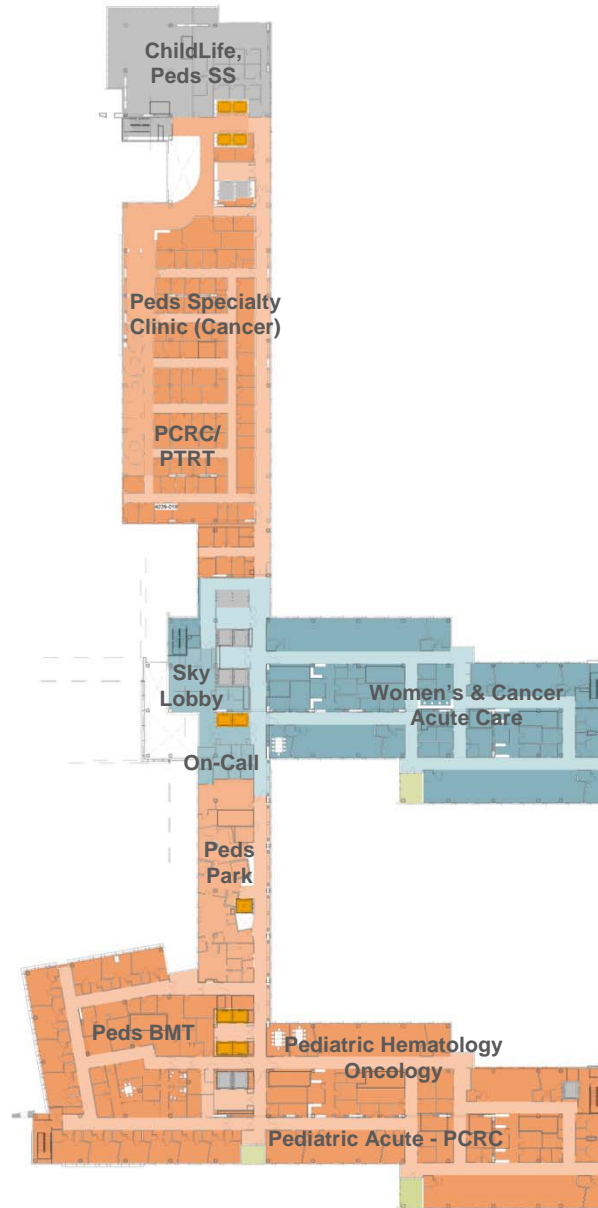 ChildLife,
Peds SS
Peds Specialty
Clinic (Cancer)
PCRC/
PTRT
Sky
Lobby
Women's & Cancer
Acute Care
On-Call
Peds
Park
Peds BMT
Pediatric Hematology
Oncology
Pediatric Acute - PCRC